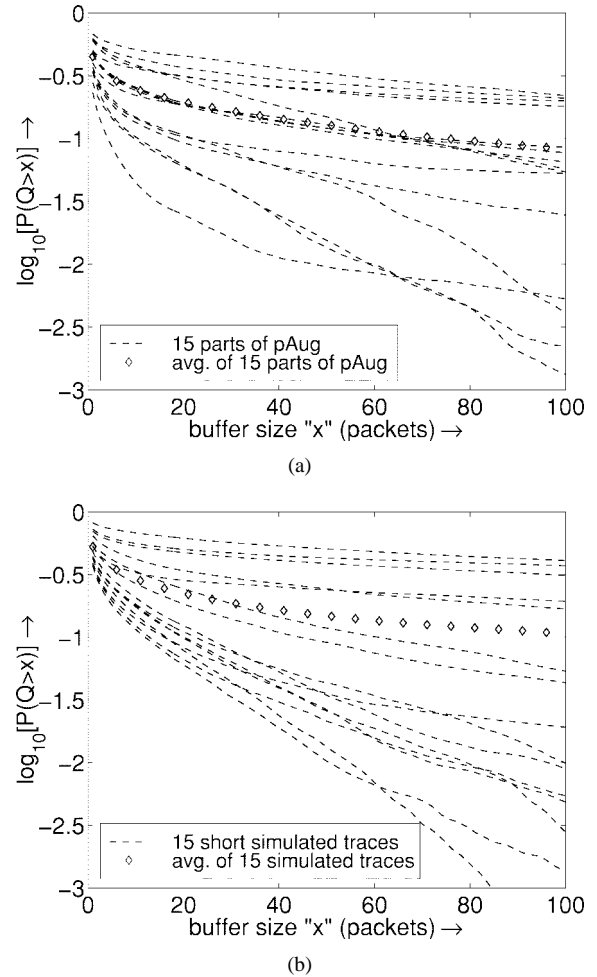 −0
−0.5
−1
−1.5
−2
−2.5
−3
log10[P(Q>x)] →
0 20 40 60 80 100
buffer size "x" (packets) →
15 parts of pAug
avg. of 15 parts of pAug
(a)
0
−0.5
−1
−1.5
−2
−2.5
−3
log10[P(Q>x)] →
0 20 40 60 80 100
buffer size "x" (packets) →
15 short simulated traces
avg. of 15 simulated traces
(b)